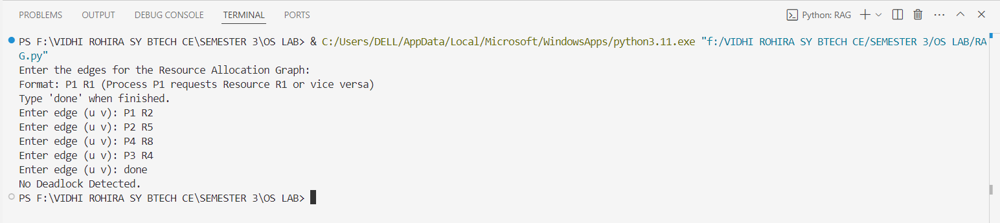 PROBLEMS OUTPUT DEBUG CONSOLE TERMINAL PORTS Python: RAG
PS F:\VIDHI ROHIRA SY BTECH CE\SEMESTER 3\OS LAB> & C:/Users/DELL/AppData/Local/Microsoft/WindowsApps/python3.11.exe "f:/VIDHI ROHIRA SY BTECH CE/SEMESTER 3/OS LAB/RA
G.py"
Enter the edges for the Resource Allocation Graph:
Format: P1 R1 (Process P1 requests Resource R1 or vice versa)
Type 'done' when finished.
Enter edge (u v): P1 R2
Enter edge (u v): P2 R5
Enter edge (u v): P4 R8
Enter edge (u v): P3 R4
Enter edge (u v): done
No Deadlock Detected.
PS F:\VIDHI ROHIRA SY BTECH CE\SEMESTER 3\OS LAB>